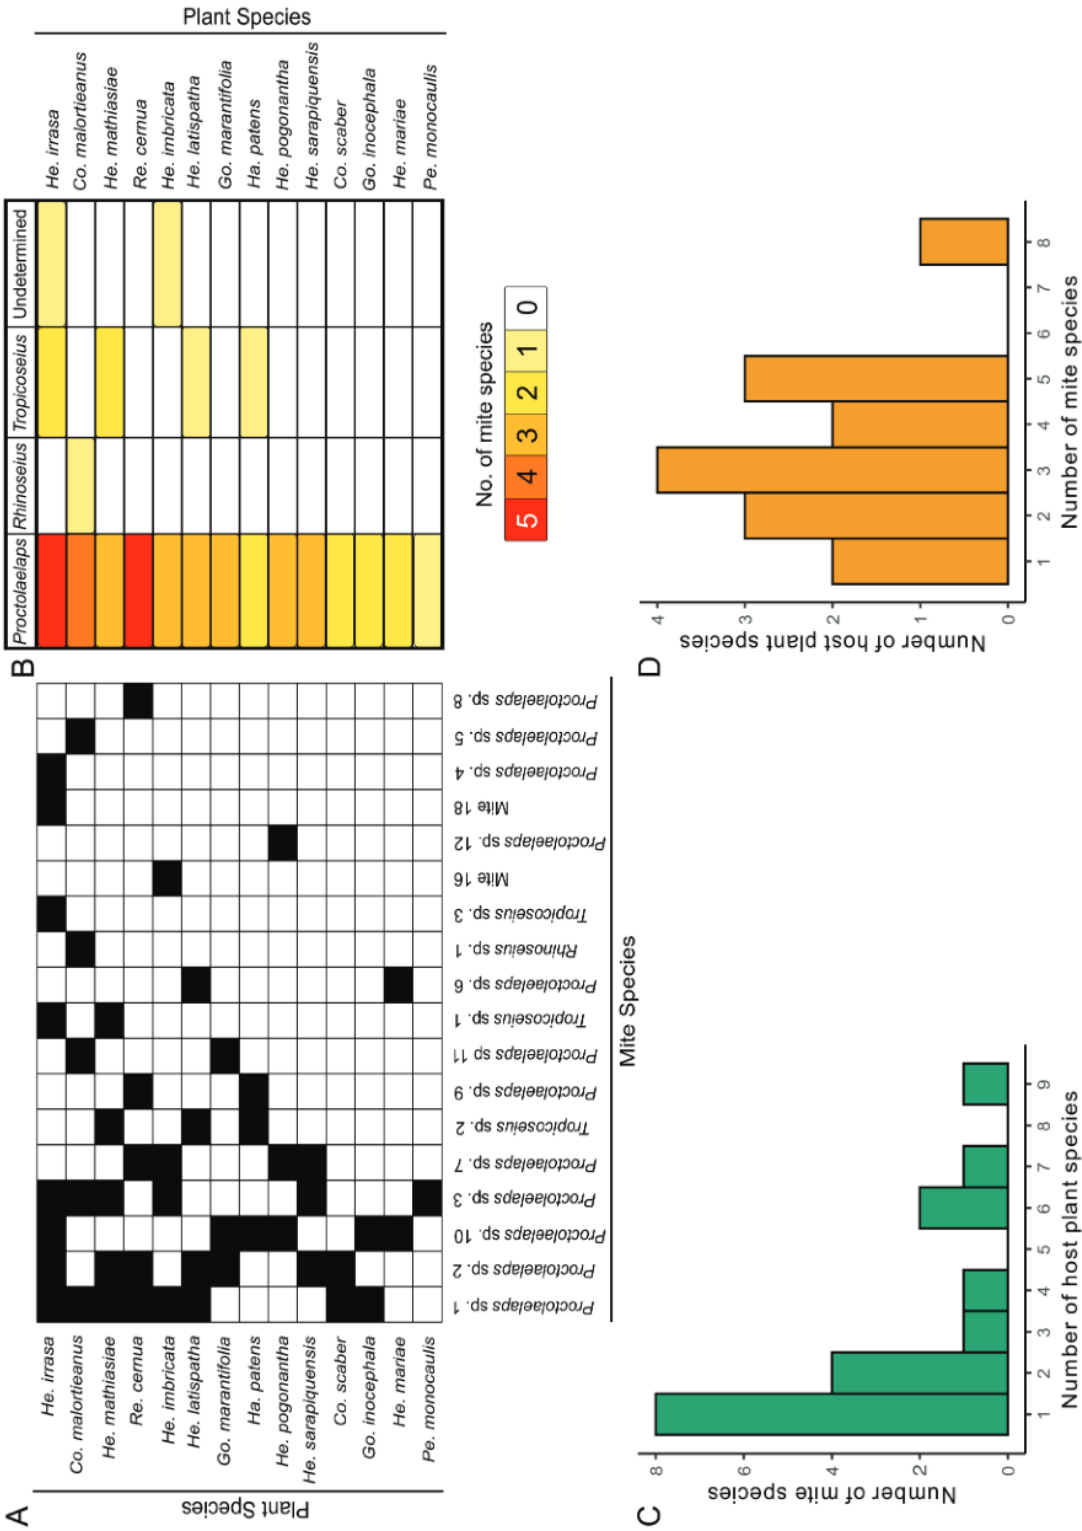 A
Plant Species
He. irrasa
Co. malortieanus
He. mathiasiae
Re. cernua
He. imbricata
He. latispatha
Go. marantifolia
Ha. patens
He. pogonantha
He. sarapiquensis
Co. scaber
Go. inocephala
He. mariae
Pe. monocaulis
Proctolaelaps sp. 1
Proctolaelaps sp. 2
Proctolaelaps sp. 10
Proctolaelaps sp. 3
Proctolaelaps sp. 7
Tropicoseius sp. 2
Proctolaelaps sp. 9
Proctolaelaps sp 11
Tropicoseius sp. 1
Proctolaelaps sp. 6
Rhinoseius sp. 1
Tropicoseius sp. 3
Mite 16
Proctolaelaps sp. 12
Mite 18
Proctolaelaps sp. 4
Proctolaelaps sp. 5
Proctolaelaps sp. 8
Mite Species
B
Proctolaelaps Rhinoseius Tropicoseius Undetermined
He. irrasa
Co. malortieanus
He. mathiasiae
Re. cernua
He. imbricata
He. latispatha
Go. marantifolia
Ha. patens
He. pogonantha
He. sarapiquensis
Co. scaber
Go. inocephala
He. mariae
Pe. monocaulis
Plant Species
No. of mite species
5 4 3 2 1 0
C
Number of mite species
8
6
4
2
0
1 2 3 4 5 6 7 8 9
Number of host plant species
D
Number of host plant species
4
3
2
1
0
1 2 3 4 5 6 7 8
Number of mite species